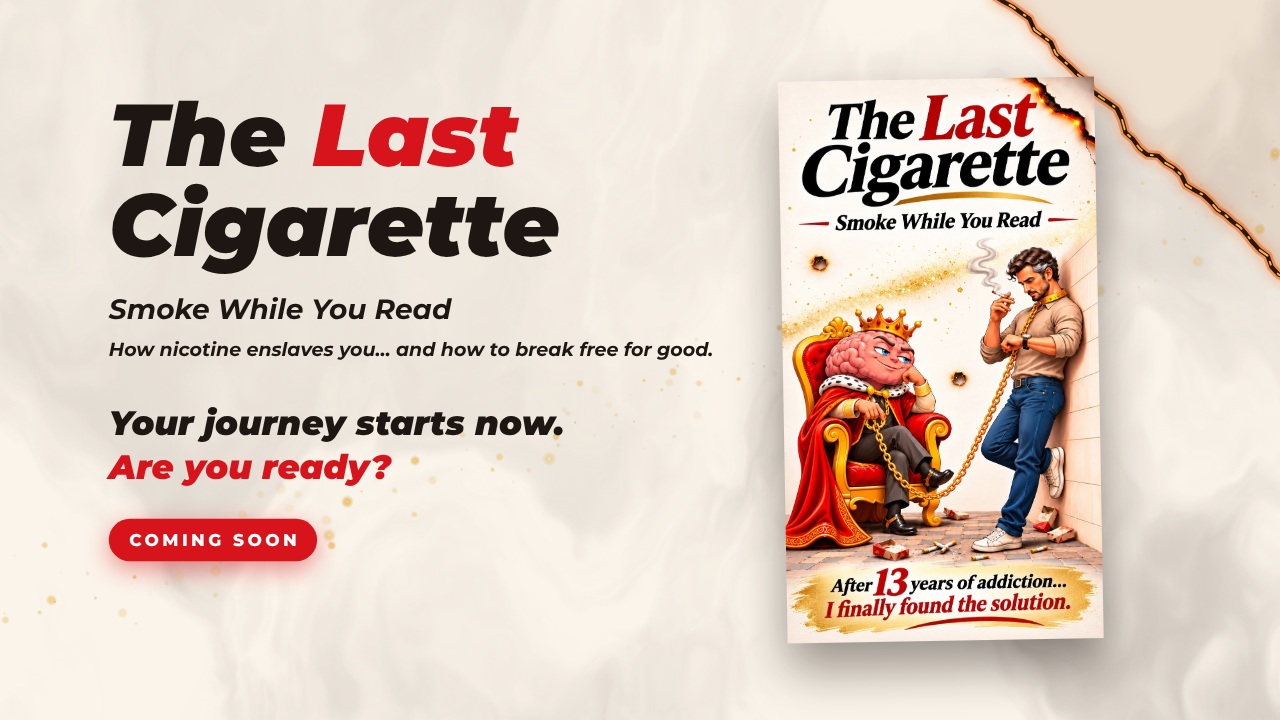 The Last
Cigarette
Smoke While You Read
How nicotine enslaves you... and how to break free for good.
Your journey starts now.
Are you ready?
COMING SOON
The Last
Cigarette
Smoke While You Read
After 13 years of addiction...
I finally found the solution.